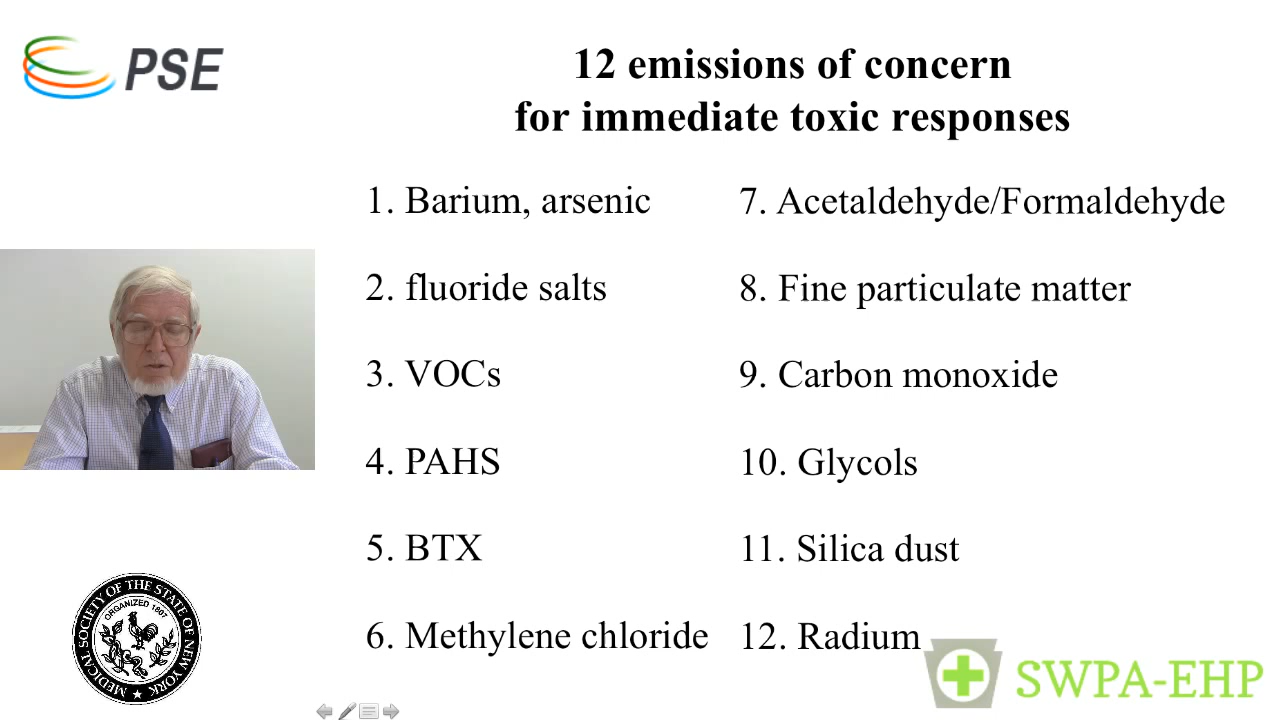 PSE
12 emissions of concern
for immediate toxic responses
1. Barium, arsenic
2. fluoride salts
3. VOCs
4. PAHS
5. BTX
6. Methylene chloride
7. Acetaldehyde/Formaldehyde
8. Fine particulate matter
9. Carbon monoxide
10. Glycols
11. Silica dust
12. Radium
MEDICAL SOCIETY OF THE STATE OF NEW YORK
ORGANIZED 1807
SWPA-EHP